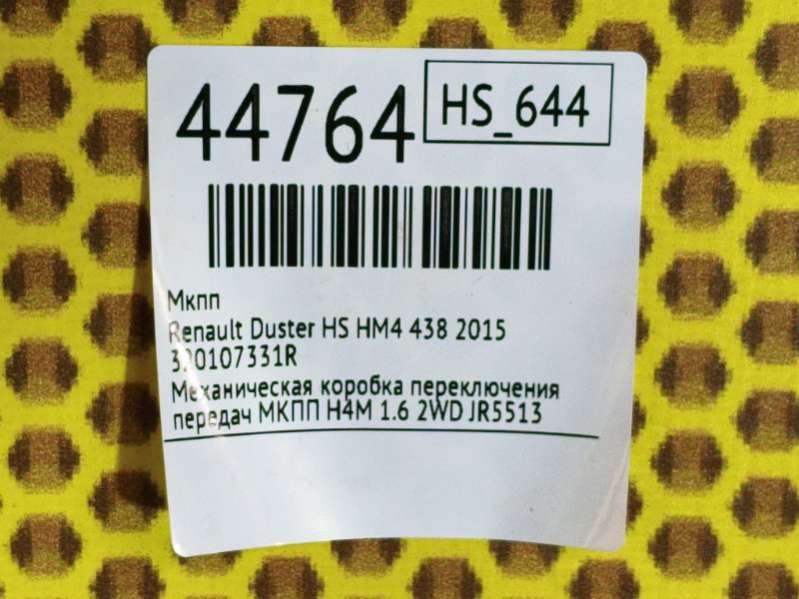 44764
HS_644
Мкпп
Renault Duster HS HM4 438 2015
320107331R
Механическая коробка переключения
передач МКПП H4M 1.6 2WD JR5513